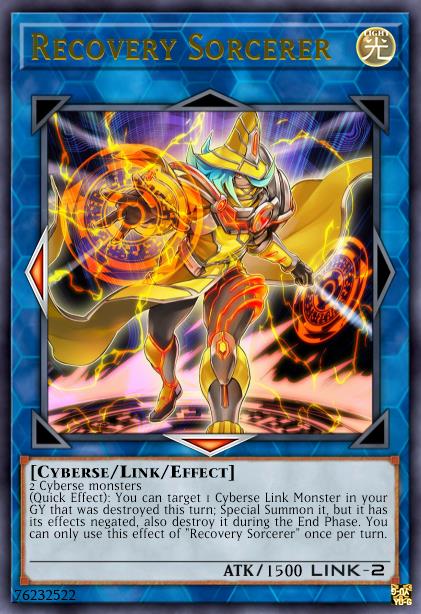 Recovery Sorcerer
LIGHT
光
[Cyberse/Link/Effect]
2 Cyberse monsters
(Quick Effect): You can target 1 Cyberse Link Monster in your
GY that was destroyed this turn; Special Summon it, but it has
its effects negated, also destroy it during the End Phase. You
can only use this effect of "Recovery Sorcerer" once per turn.
ATK/1500 LINK-2
76232522